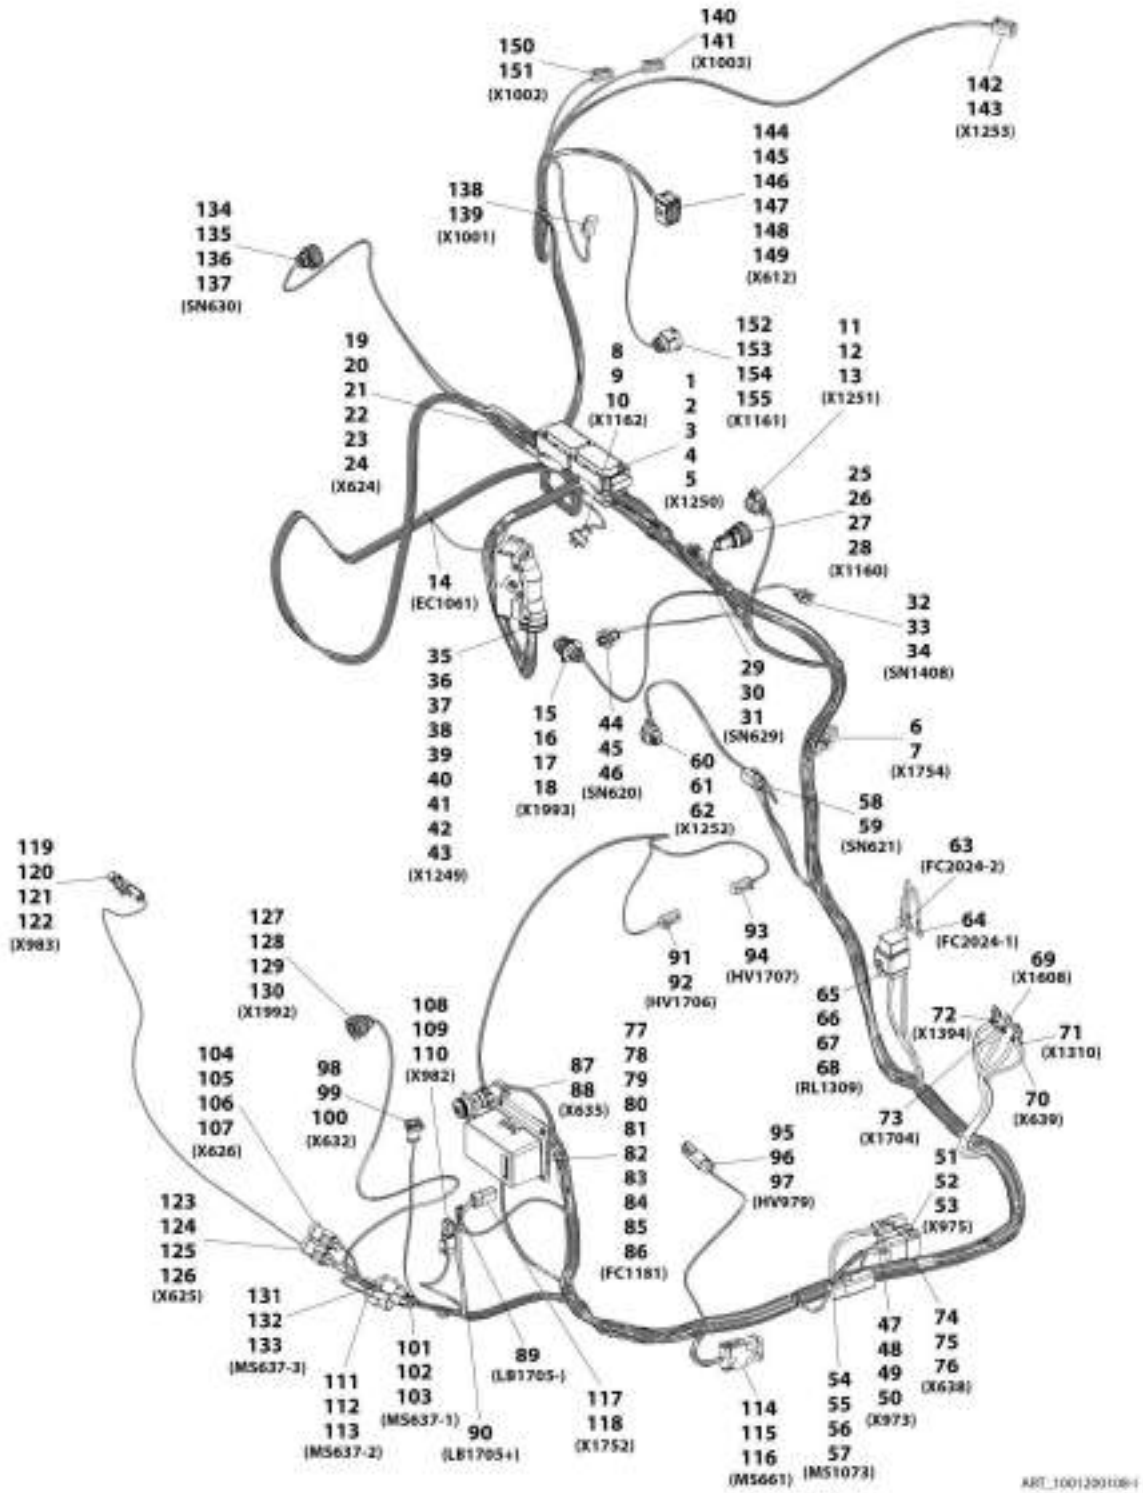 140
141
(X1003)
150
151
(X1002)
142
143
(X1253)
144
145
146
147
148
149
(X612)
138
139
(X1001)
134
135
136
137
(SN630)
152
153
154
155
(X1161)
11
12
13
(X1251)
8
9
10
(X1162)
1
2
3
4
5
(X1250)
19
20
21
22
23
24
(X624)
25
26
27
28
(X1160)
14
(EC1061)
32
33
34
(SN1408)
29
30
31
(SN629)
35
36
37
38
39
40
41
42
43
(X1249)
15
16
17
18
(X1993)
44
45
46
(SN620)
6
7
(X1754)
60
61
62
(X1252)
58
59
(SN621)
63
(FC2024-2)
64
(FC2024-1)
119
120
121
122
(X983)
127
128
129
130
(X1992)
93
94
(HV1707)
91
92
(HV1706)
69
(X1608)
65
66
67
68
(RL1309)
72
(X1394)
71
(X1310)
70
(X639)
73
(X1704)
108
109
110
(X982)
77
78
79
80
81
82
83
84
85
86
(FC1181)
87
88
(X635)
104
105
106
107
(X626)
98
99
100
(X632)
95
96
97
(HV979)
51
52
53
(X975)
123
124
125
126
(X625)
131
132
133
(MS637-3)
111
112
113
(MS637-2)
101
102
103
(MS637-1)
89
(LB1705-)
90
(LB1705+)
117
118
(X1752)
114
115
116
(MS661)
54
55
56
57
(MS1073)
47
48
49
50
(X973)
74
75
76
(X638)
ART_1001200108-I